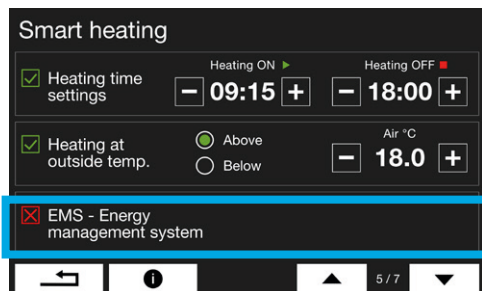 Smart heating
Heating time
settings
Heating ON
− 09:15 +
Heating OFF
− 18:00 +
Heating at
outside temp.
Above
Below
Air °C
− 18.0 +
EMS - Energy
management system
i
5/7